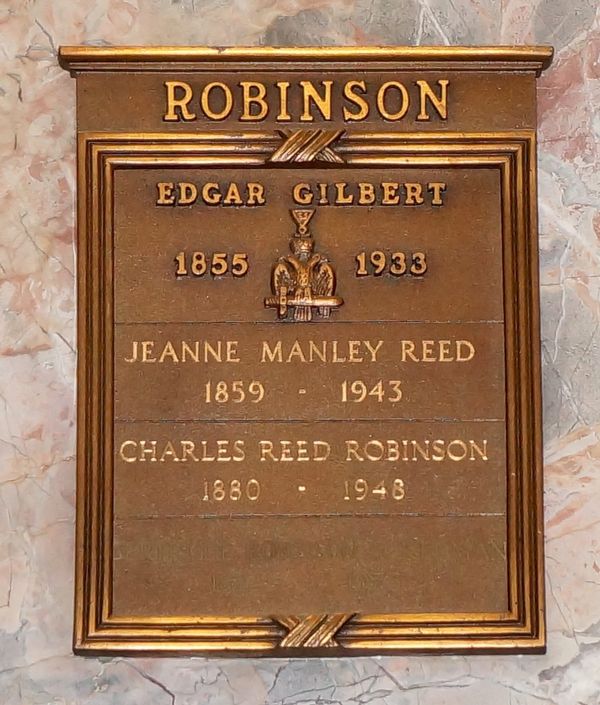 ROBINSON
EDGAR GILBERT
1855 1933
JEANNE MANLEY REED
1859 - 1943
CHARLES REED ROBINSON
1880 - 1948